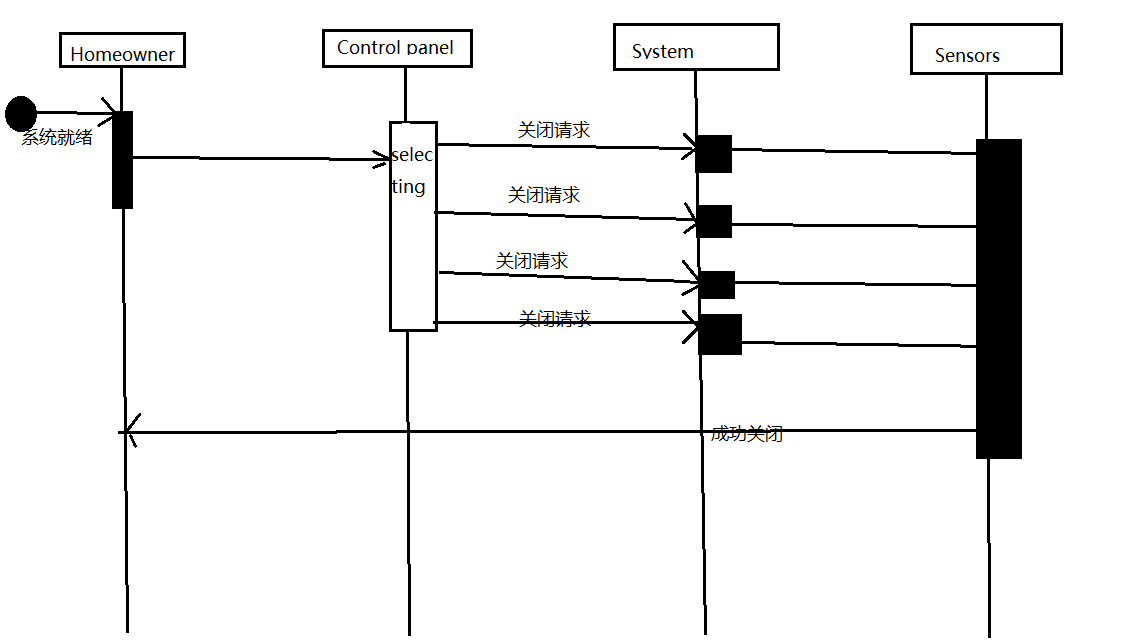 Homeowner
Control panel
System
Sensors
系统就绪
selec
ting
关闭请求
关闭请求
关闭请求
关闭请求
成功关闭